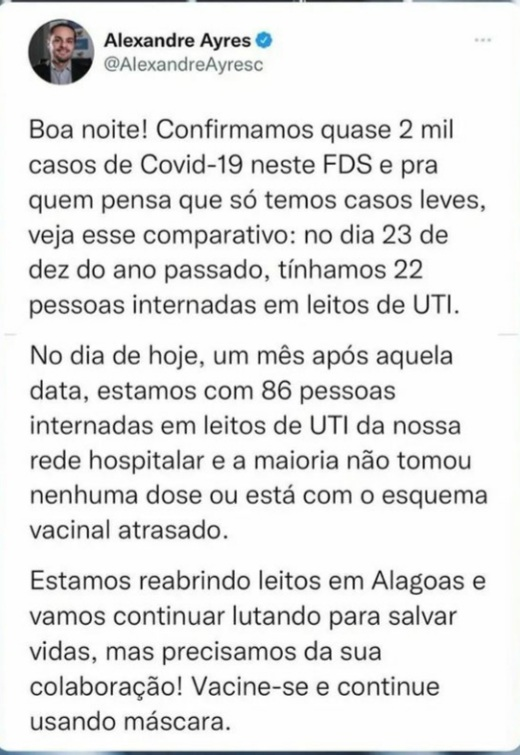 Alexandre Ayres
@AlexandreAyresc
Boa noite! Confirmamos quase 2 mil
casos de Covid-19 neste FDS e pra
quem pensa que só temos casos leves,
veja esse comparativo: no dia 23 de
dez do ano passado, tínhamos 22
pessoas internadas em leitos de UTI.
No dia de hoje, um mês após aquela
data, estamos com 86 pessoas
internadas em leitos de UTI da nossa
rede hospitalar e a maioria não tomou
nenhuma dose ou está com o esquema
vacinal atrasado.
Estamos reabrindo leitos em Alagoas e
vamos continuar lutando para salvar
vidas, mas precisamos da sua
colaboração! Vacine-se e continue
usando máscara.